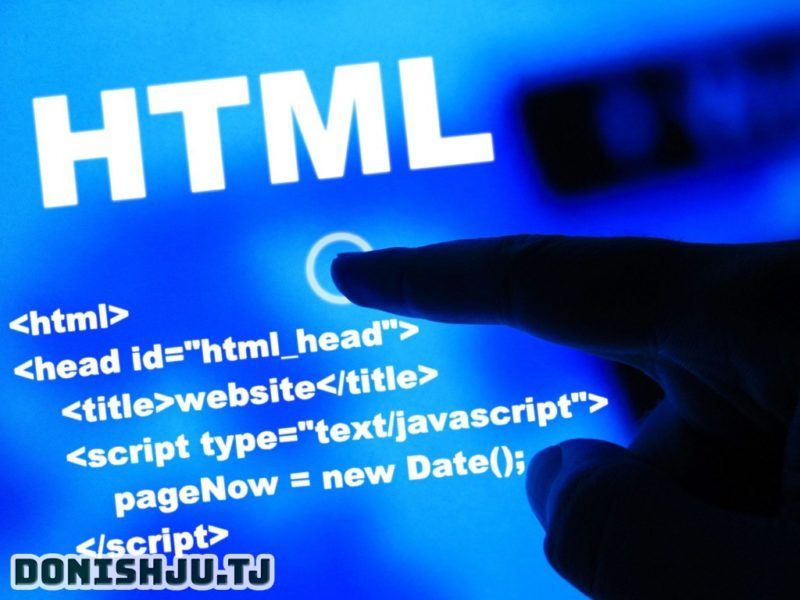 HTML
<html>
<head id="html_head">
<title>website</title>
<script type="text/javascript">
pageNow = new Date();
</script>
DONISHJU.TJ